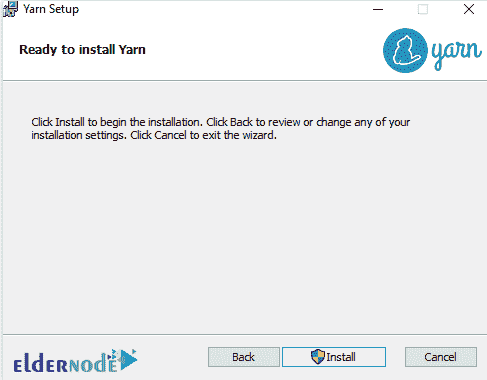 Yarn Setup
Ready to install Yarn
yarn
Click Install to begin the installation. Click Back to review or change any of your
installation settings. Click Cancel to exit the wizard.
elderNode
Back
Install
Cancel